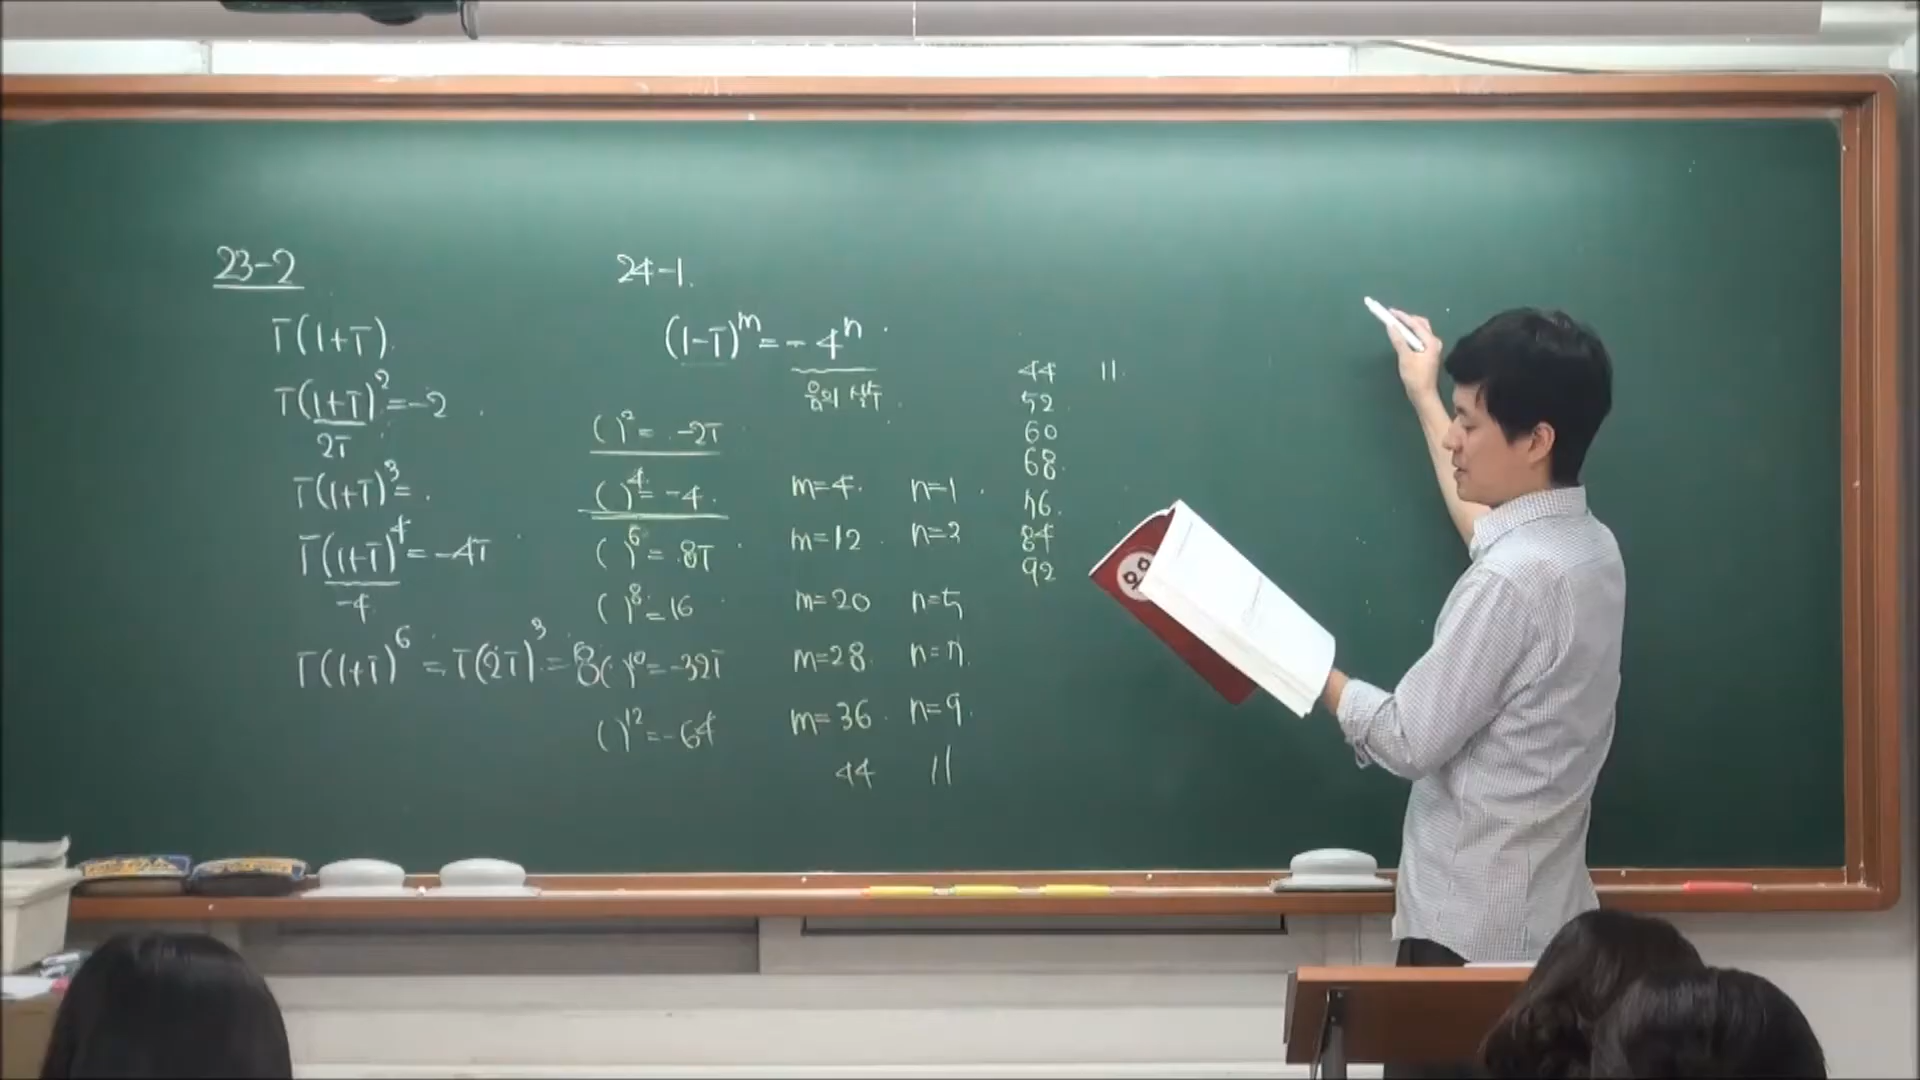 23-2
i(1+i)
i(1+i)²=-2
2i
i(1+i)³=
i(1+i)⁴=-4i
-4
i(1+i)⁶=i(2i)³=8
24-1.
(1-i)ᵐ=-4ⁿ
음의 실수
( )²=-2i
( )⁴=-4
( )⁶=8i
( )⁸=16
( )¹⁰=-32i
( )¹²=-64
m=4 n=1
m=12 n=3
m=20 n=5
m=28 n=7
m=36 n=9
44 11
44 11
52
60
68
76
84
92